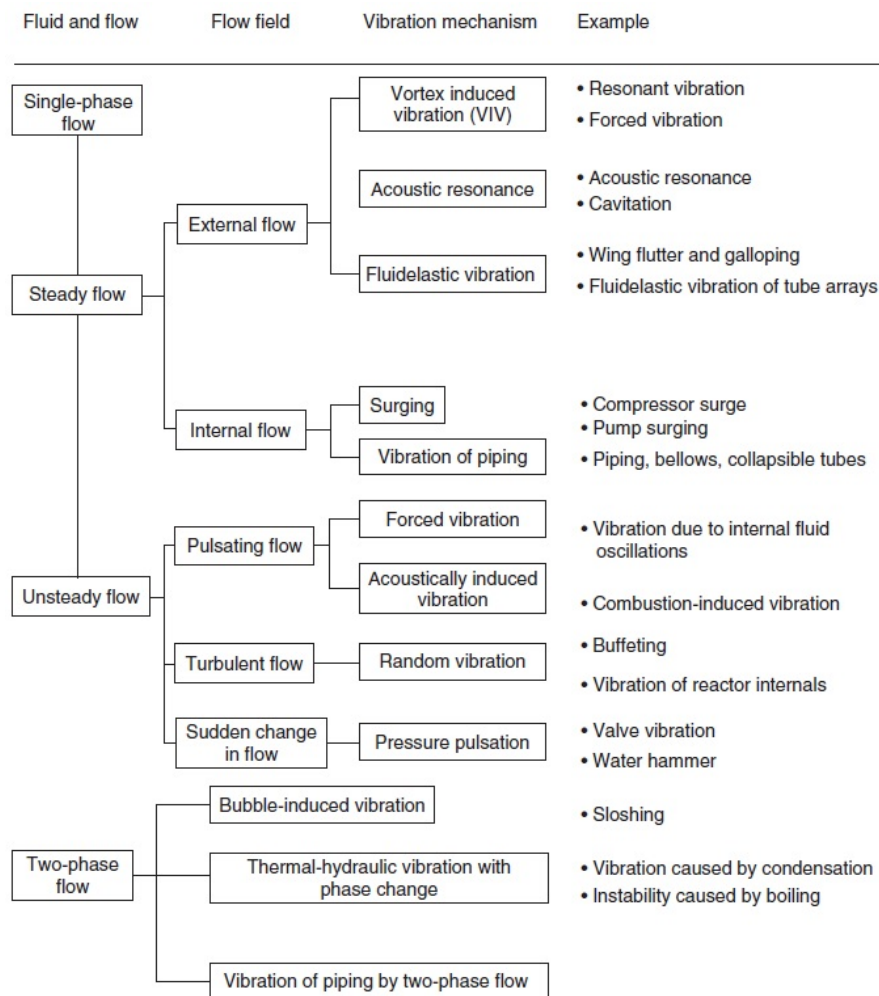 Fluid and flow
Flow field
Vibration mechanism
Example
Single-phase
flow
Vortex induced
vibration (VIV)
• Resonant vibration
• Forced vibration
Acoustic resonance
• Acoustic resonance
• Cavitation
External flow
Fluidelastic vibration
• Wing flutter and galloping
• Fluidelastic vibration of tube arrays
Steady flow
Surging
• Compressor surge
• Pump surging
Internal flow
Vibration of piping
• Piping, bellows, collapsible tubes
Forced vibration
• Vibration due to internal fluid
oscillations
Pulsating flow
Acoustically induced
vibration
• Combustion-induced vibration
Unsteady flow
Turbulent flow
Random vibration
• Buffeting
• Vibration of reactor internals
Sudden change
in flow
Pressure pulsation
• Valve vibration
• Water hammer
Bubble-induced vibration
• Sloshing
Two-phase
flow
Thermal-hydraulic vibration with
phase change
• Vibration caused by condensation
• Instability caused by boiling
Vibration of piping by two-phase flow